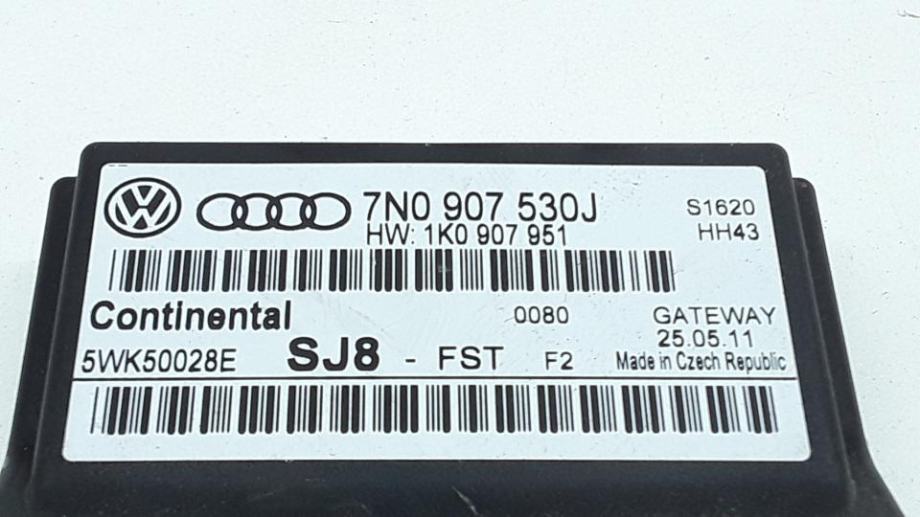 7N0 907 530J S1620
HW: 1K0 907 951 HH43
Continental 0080 GATEWAY
25.05.11
5WK50028E SJ8 - FST F2 Made in Czech Republic